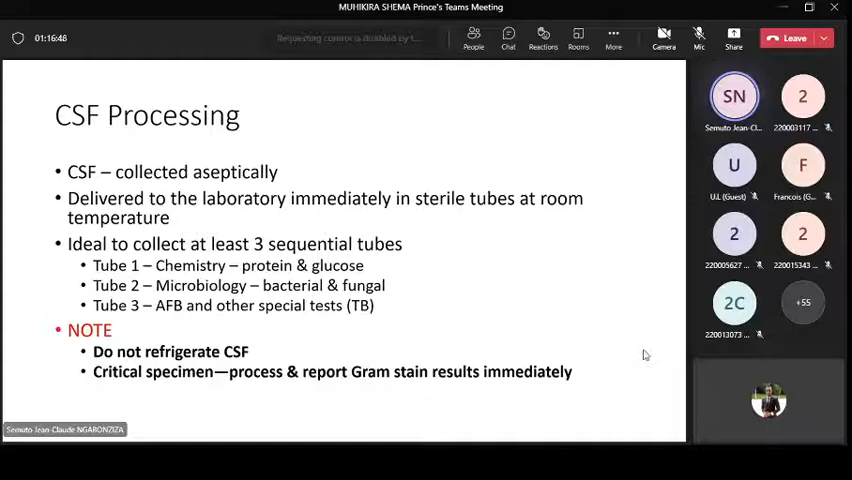 MUHIKIRA SHEMA Prince's Teams Meeting
01:16:48
Requesting control is disabled by t...
People
Chat
Reactions
Rooms
More
Camera
Mic
Share
Leave
CSF Processing
• CSF – collected aseptically
• Delivered to the laboratory immediately in sterile tubes at room
temperature
• Ideal to collect at least 3 sequential tubes
• Tube 1 – Chemistry – protein & glucose
• Tube 2 – Microbiology – bacterial & fungal
• Tube 3 – AFB and other special tests (TB)
• NOTE
• Do not refrigerate CSF
• Critical specimen—process & report Gram stain results immediately
Semuto Jean-Claude NGABONZIZA
SN
Semuto Jean-Cl...
2
220003117 ...
U
U.L (Guest)
F
Francois (G...
2
220005627 ...
2
220015343 ...
2C
220013073 ...
+55